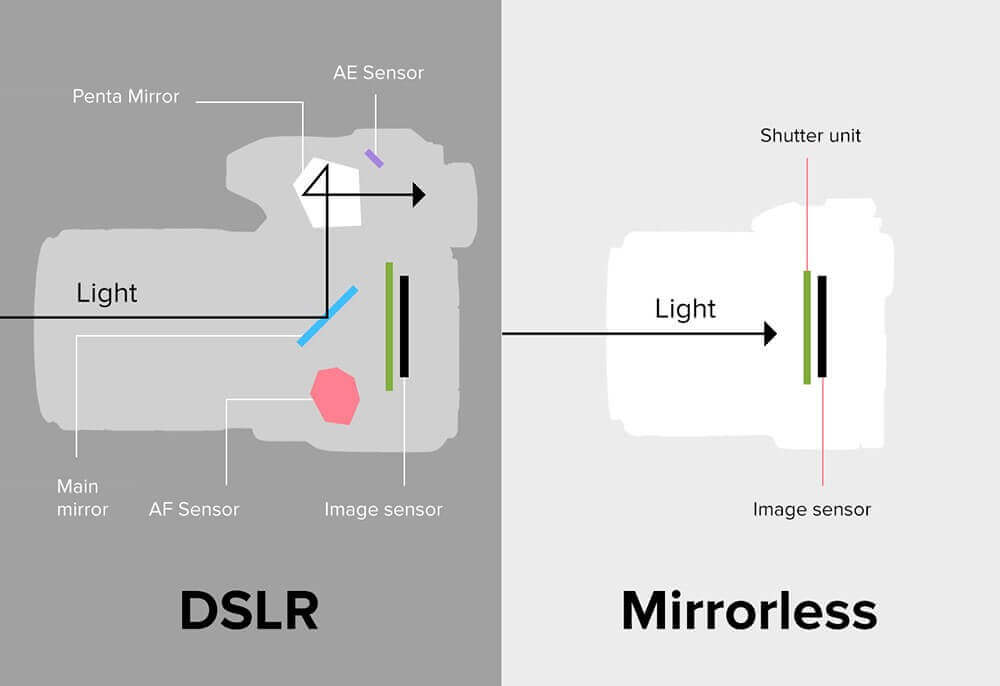 AE Sensor
Penta Mirror
Light
Main
mirror
AF Sensor
Image sensor
DSLR
Shutter unit
Light
Image sensor
Mirrorless